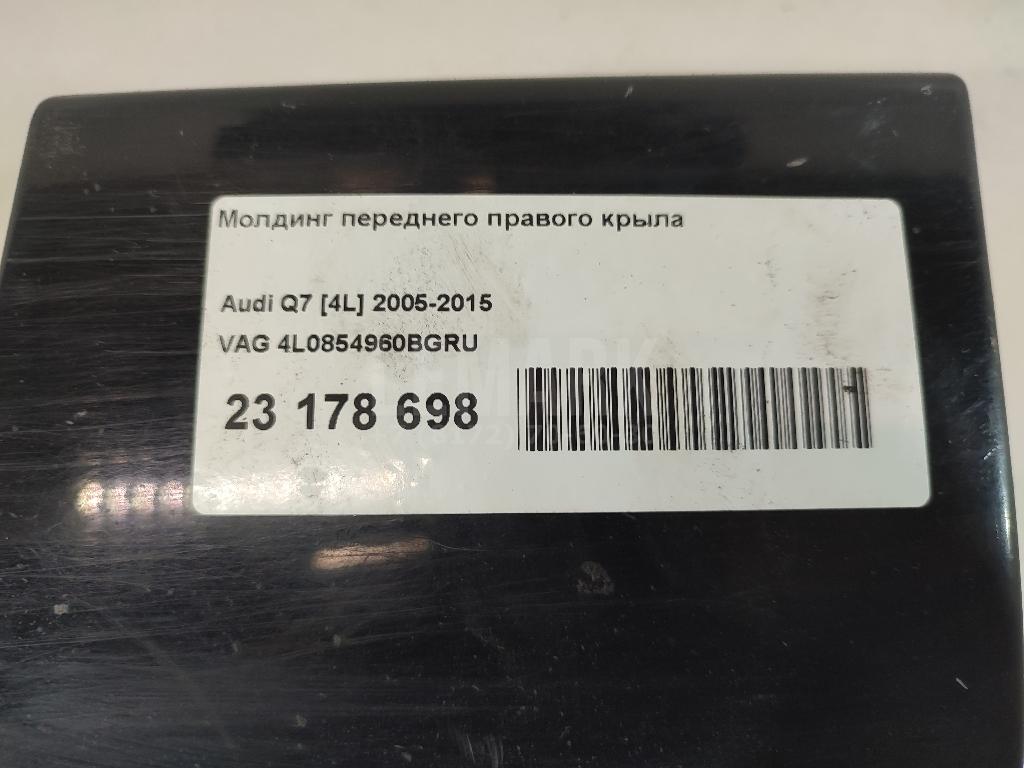 Молдинг переднего правого крыла
Audi Q7 [4L] 2005-2015
VAG 4L0854960BGRU
23 178 698